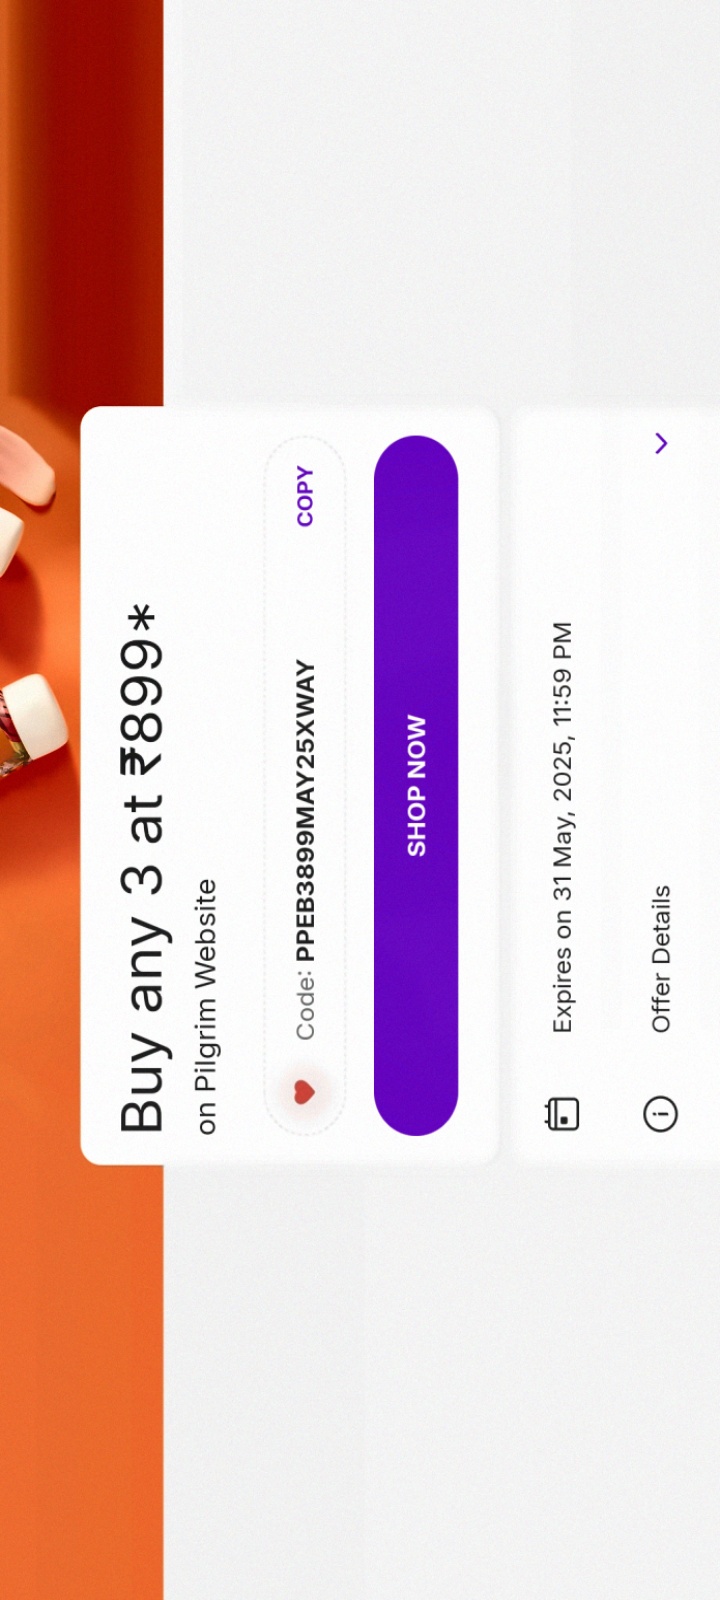 Buy any 3 at ₹899*
on Pilgrim Website
Code: PPEB3899MAY25XWAY COPY
SHOP NOW
Expires on 31 May, 2025, 11:59 PM
Offer Details